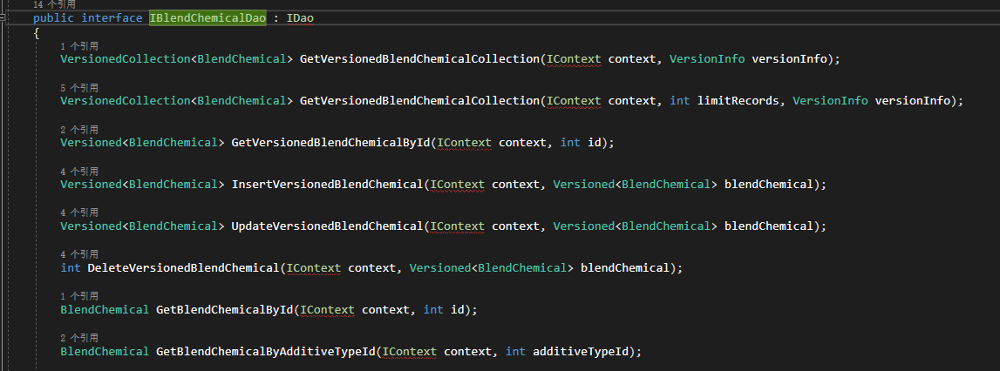 14 个引用
public interface IBlendChemicalDao : IDao
{
1 个引用
VersionedCollection<BlendChemical> GetVersionedBlendChemicalCollection(IContext context, VersionInfo versionInfo);
5 个引用
VersionedCollection<BlendChemical> GetVersionedBlendChemicalCollection(IContext context, int limitRecords, VersionInfo versionInfo);
2 个引用
Versioned<BlendChemical> GetVersionedBlendChemicalById(IContext context, int id);
4 个引用
Versioned<BlendChemical> InsertVersionedBlendChemical(IContext context, Versioned<BlendChemical> blendChemical);
4 个引用
Versioned<BlendChemical> UpdateVersionedBlendChemical(IContext context, Versioned<BlendChemical> blendChemical);
4 个引用
int DeleteVersionedBlendChemical(IContext context, Versioned<BlendChemical> blendChemical);
1 个引用
BlendChemical GetBlendChemicalById(IContext context, int id);
2 个引用
BlendChemical GetBlendChemicalByAdditiveTypeId(IContext context, int additiveTypeId);